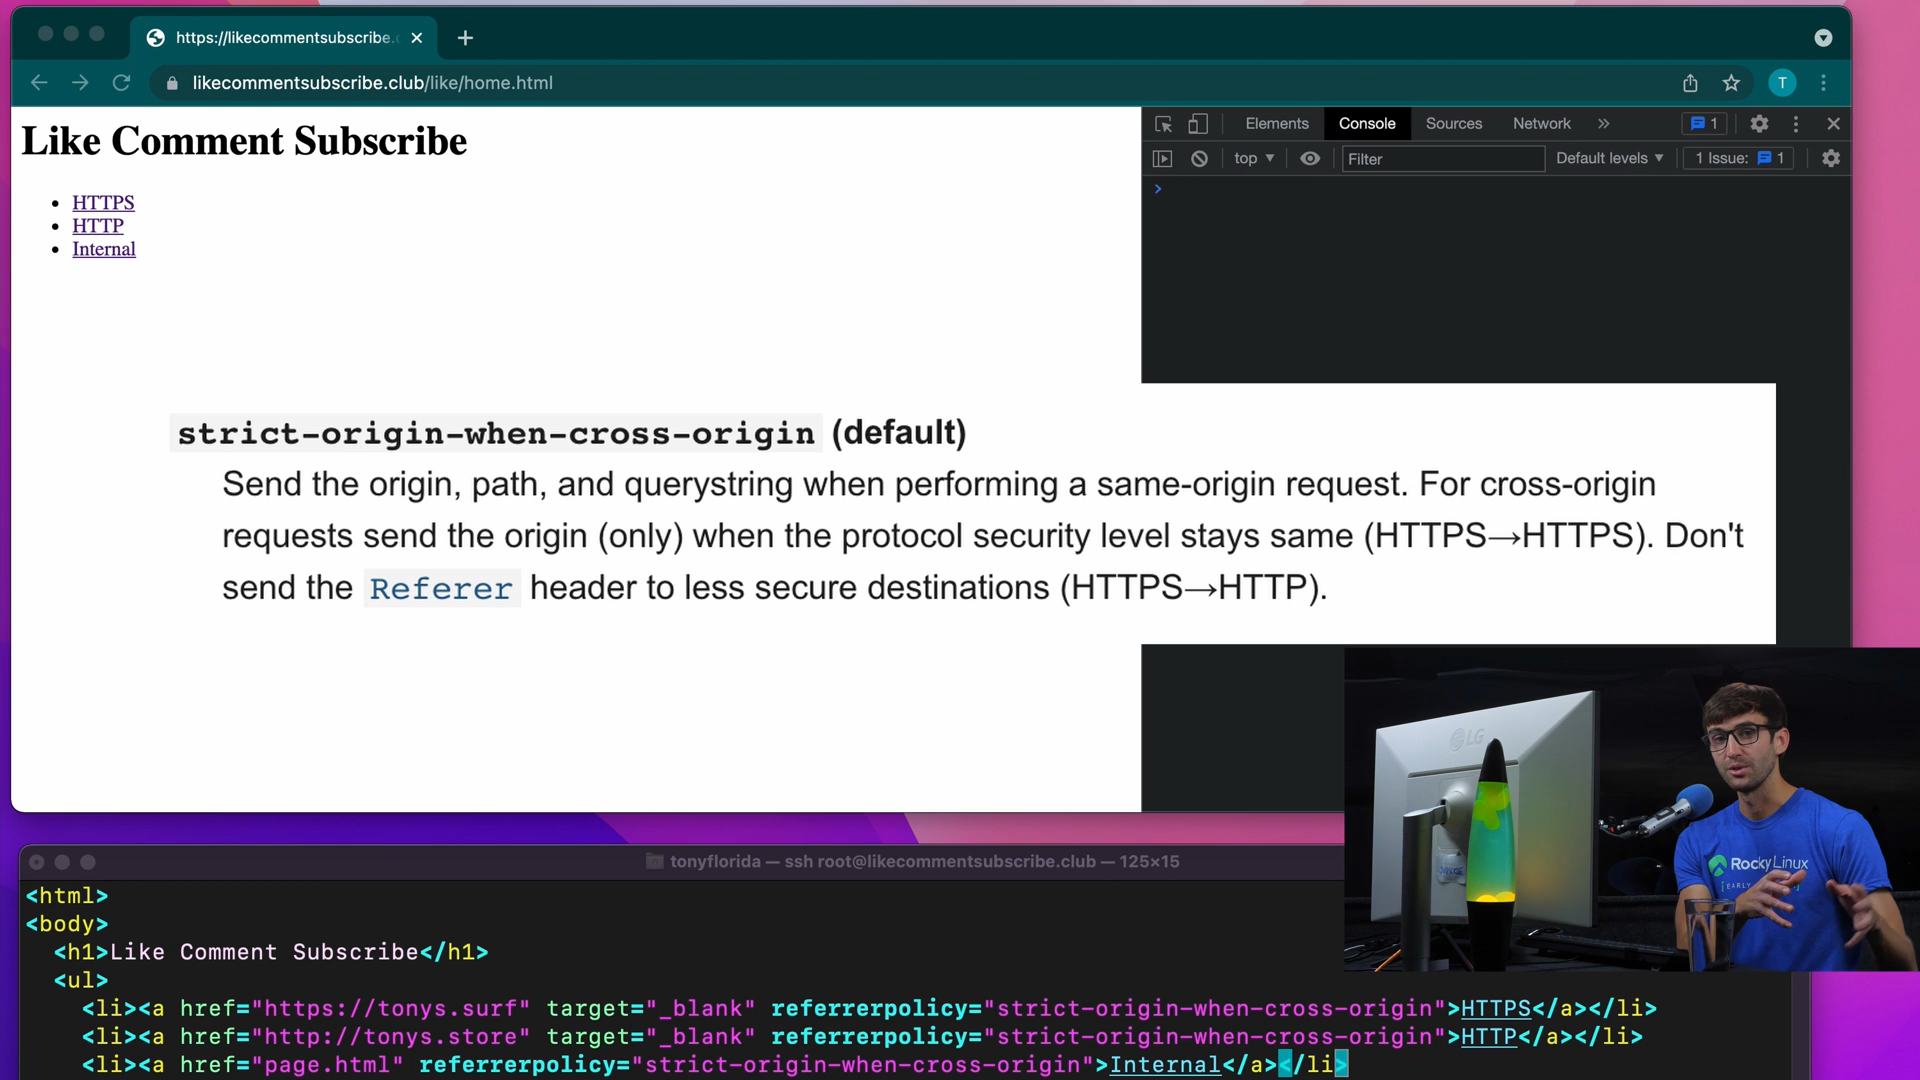 https://likecommentsubscribe.c
likecommentsubscribe.club/like/home.html
T
Like Comment Subscribe
HTTPS
HTTP
Internal
Elements Console Sources Network » 1
top ▼ Filter Default levels ▼ 1 Issue: 1
>
strict-origin-when-cross-origin (default)
Send the origin, path, and querystring when performing a same-origin request. For cross-origin
requests send the origin (only) when the protocol security level stays same (HTTPS→HTTPS). Don't
send the Referer header to less secure destinations (HTTPS→HTTP).
LG
Rocky Linux
tonyflorida — ssh root@likecommentsubscribe.club — 125×15
<html>
<body>
<h1>Like Comment Subscribe</h1>
<ul>
<li><a href="https://tonys.surf" target="_blank" referrerpolicy="strict-origin-when-cross-origin">HTTPS</a></li>
<li><a href="http://tonys.store" target="_blank" referrerpolicy="strict-origin-when-cross-origin">HTTP</a></li>
<li><a href="page.html" referrerpolicy="strict-origin-when-cross-origin">Internal</a></li>